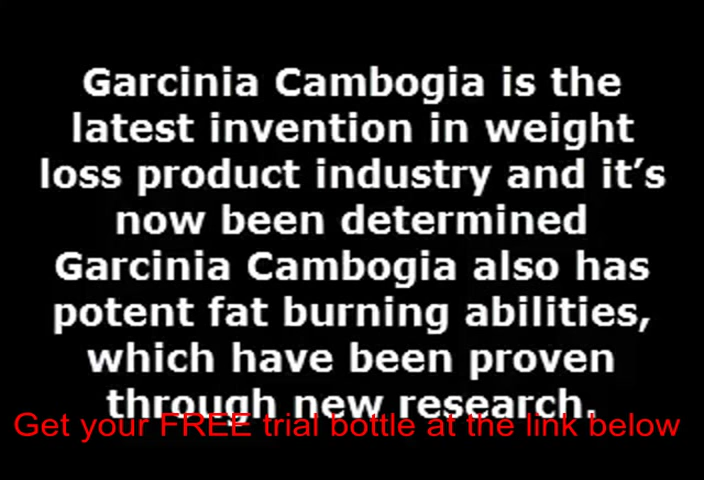 Garcinia Cambogia is the
latest invention in weight
loss product industry and it’s
now been determined
Garcinia Cambogia also has
potent fat burning abilities,
which have been proven
through new research.
Get your FREE trial bottle at the link below